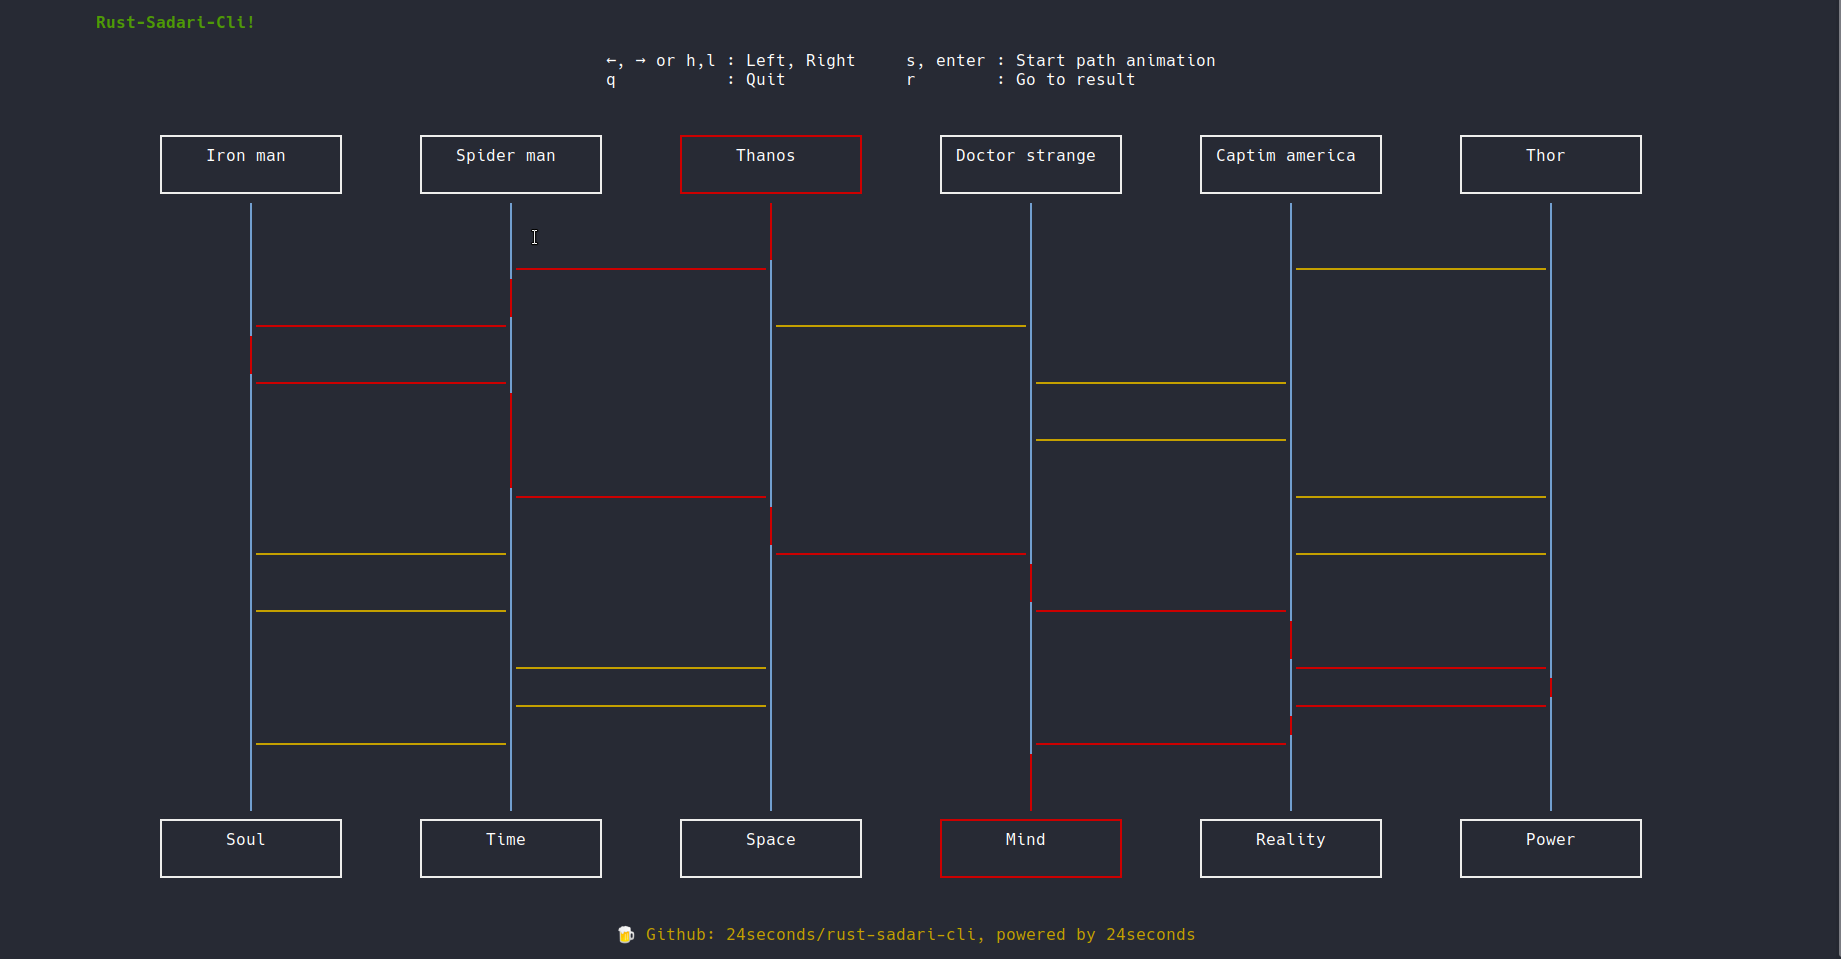 Rust-Sadari-Cli!
←, → or h,l : Left, Right     s, enter : Start path animation
q           : Quit            r        : Go to result
Iron man
Spider man
Thanos
Doctor strange
Captim america
Thor
Soul
Time
Space
Mind
Reality
Power
🍺 Github: 24seconds/rust-sadari-cli, powered by 24seconds